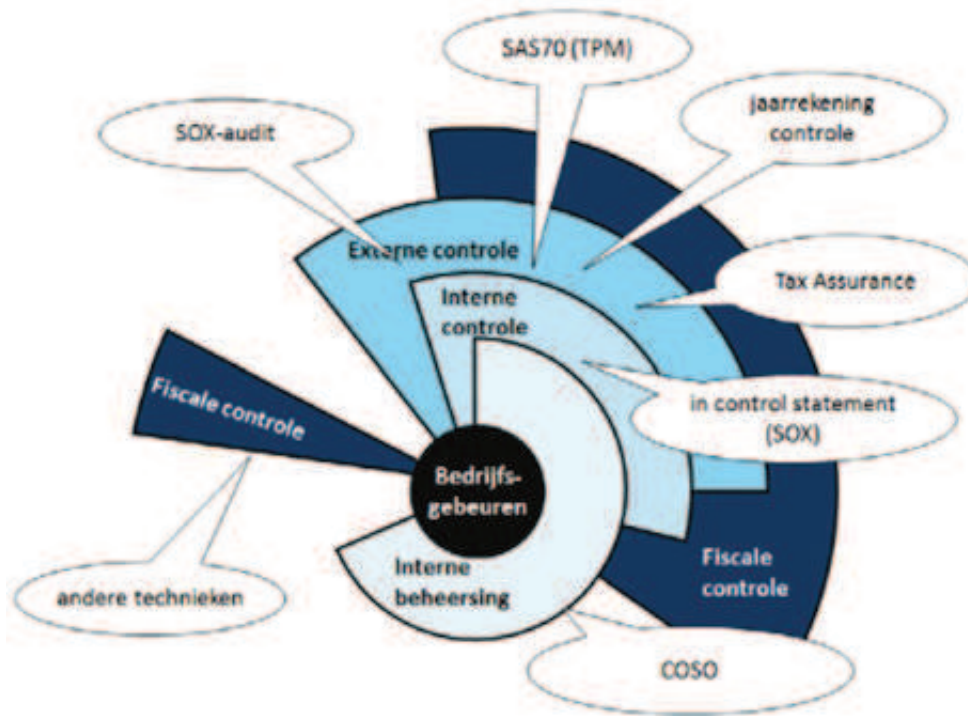 SAS70 (TPM)
jaarrekening
controle
SOX-audit
Externe controle
Tax Assurance
Interne
controle
Fiscale controle
in control statement
(SOX)
Bedrijfs-
gebeuren
Interne
beheersing
Fiscale
controle
andere technieken
COSO